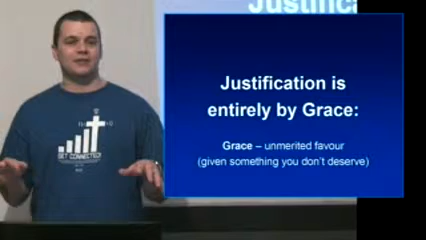 Justifica
Justification is
entirely by Grace:
Grace – unmerited favour
(given something you don't deserve)
GET CONNECTED